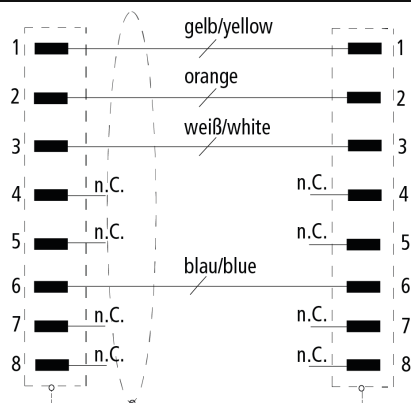 gelb/yellow
1 1
orange
2 2
weiß/white
3 3
4 n.C. n.C. 4
5 n.C. n.C. 5
blau/blue
6 6
7 n.C. n.C. 7
8 n.C. n.C. 8